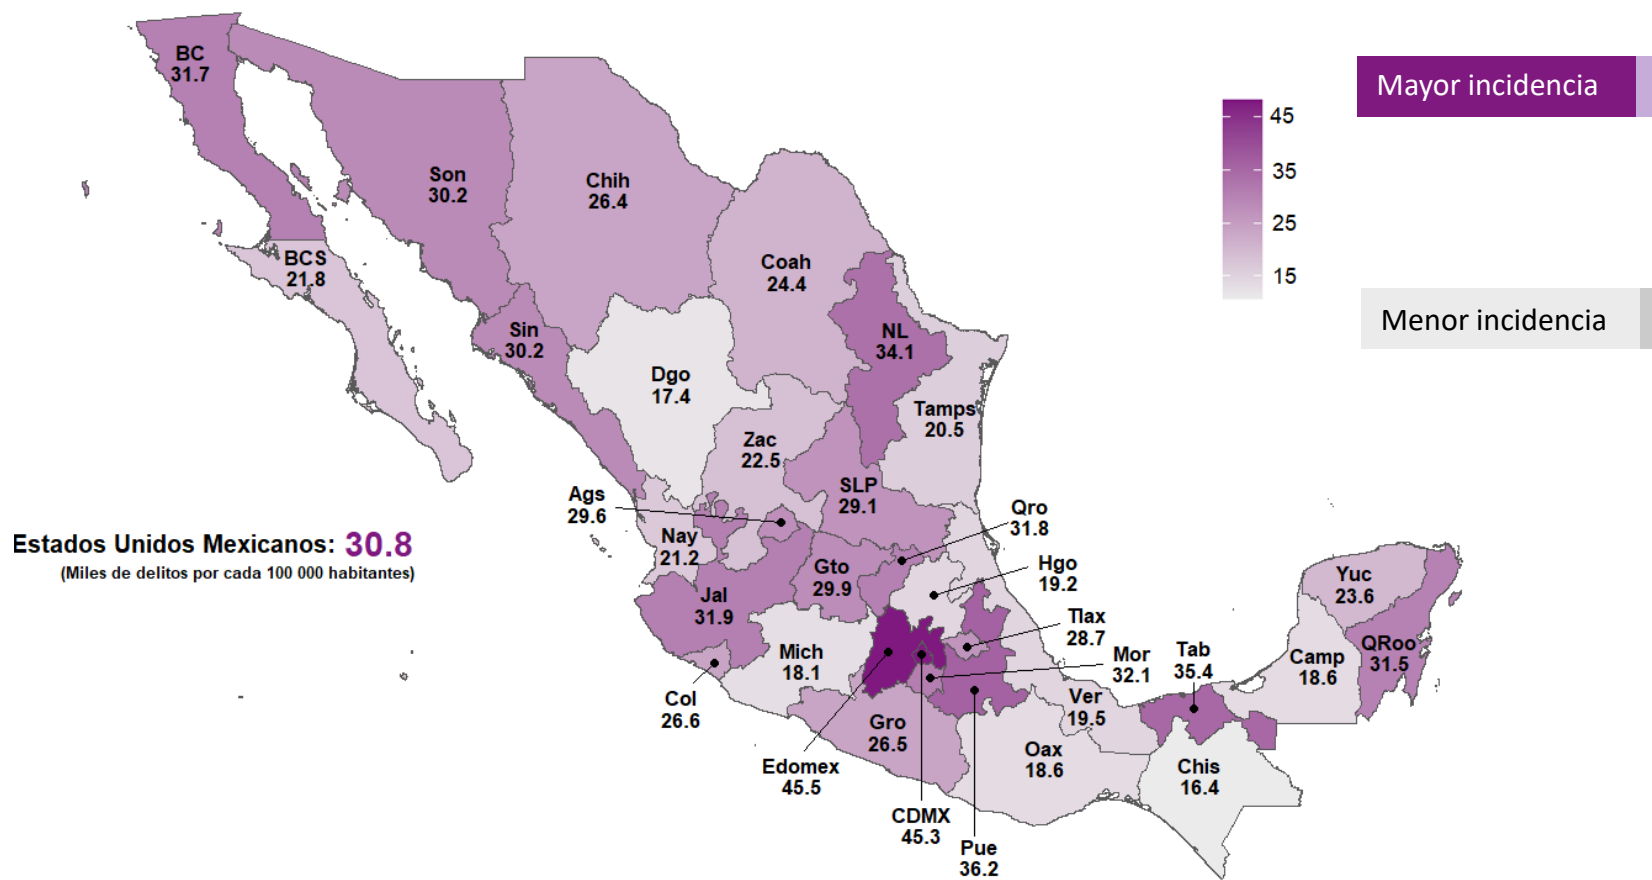 BC
31.7
Son
30.2
Chih
26.4
BCS
21.8
Coah
24.4
Sin
30.2
NL
34.1
Dgo
17.4
Tamps
20.5
Zac
22.5
SLP
29.1
Ags
29.6
Qro
31.8
Nay
21.2
Gto
29.9
Hgo
19.2
Jal
31.9
Tlax
28.7
Mich
18.1
Mor
32.1
Tab
35.4
Col
26.6
Gro
26.5
Ver
19.5
Edomex
45.5
Oax
18.6
Chis
16.4
CDMX
45.3
Pue
36.2
Yuc
23.6
Camp
18.6
QRoo
31.5
Estados Unidos Mexicanos: 30.8
(Miles de delitos por cada 100 000 habitantes)
45
35
25
15
Mayor incidencia
Menor incidencia